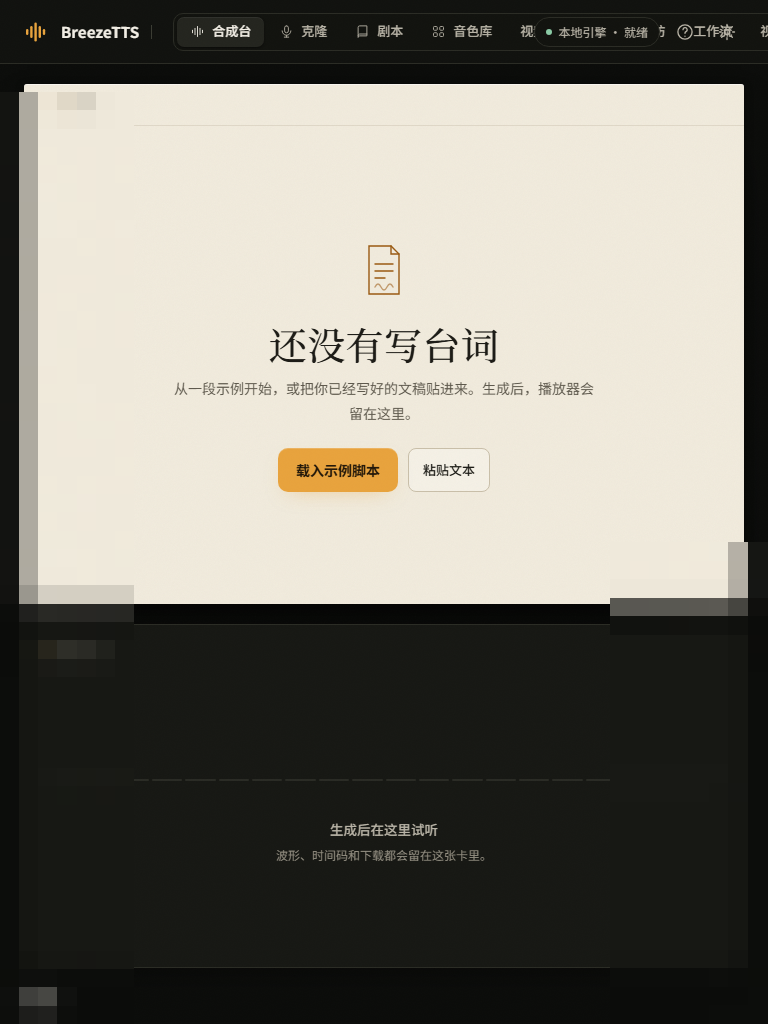 BreezeTTS
合成台
克隆
剧本
音色库
本地引擎 · 就绪
工作流
还没有写台词
从一段示例开始，或把你已经写好的文稿贴进来。生成后，播放器会
留在这里。
载入示例脚本
粘贴文本
生成后在这里试听
波形、时间码和下载都会留在这张卡里。